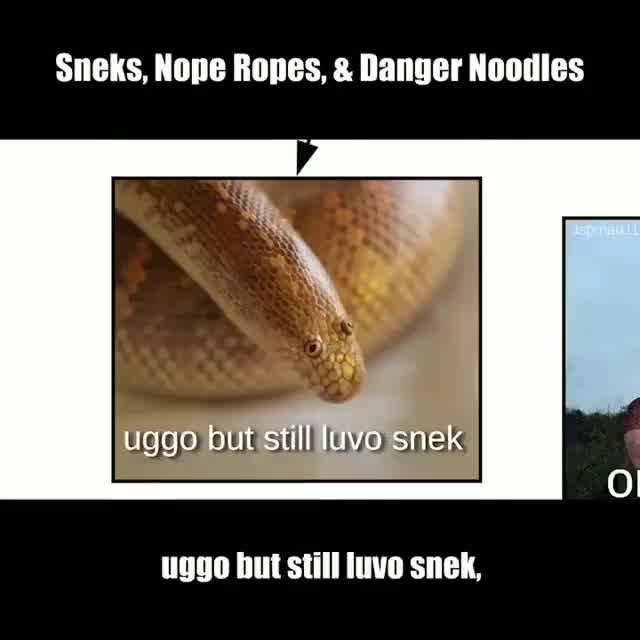 Sneks, Nope Ropes, & Danger Noodles
uggo but still luvo snek
uggo but still luvo snek,